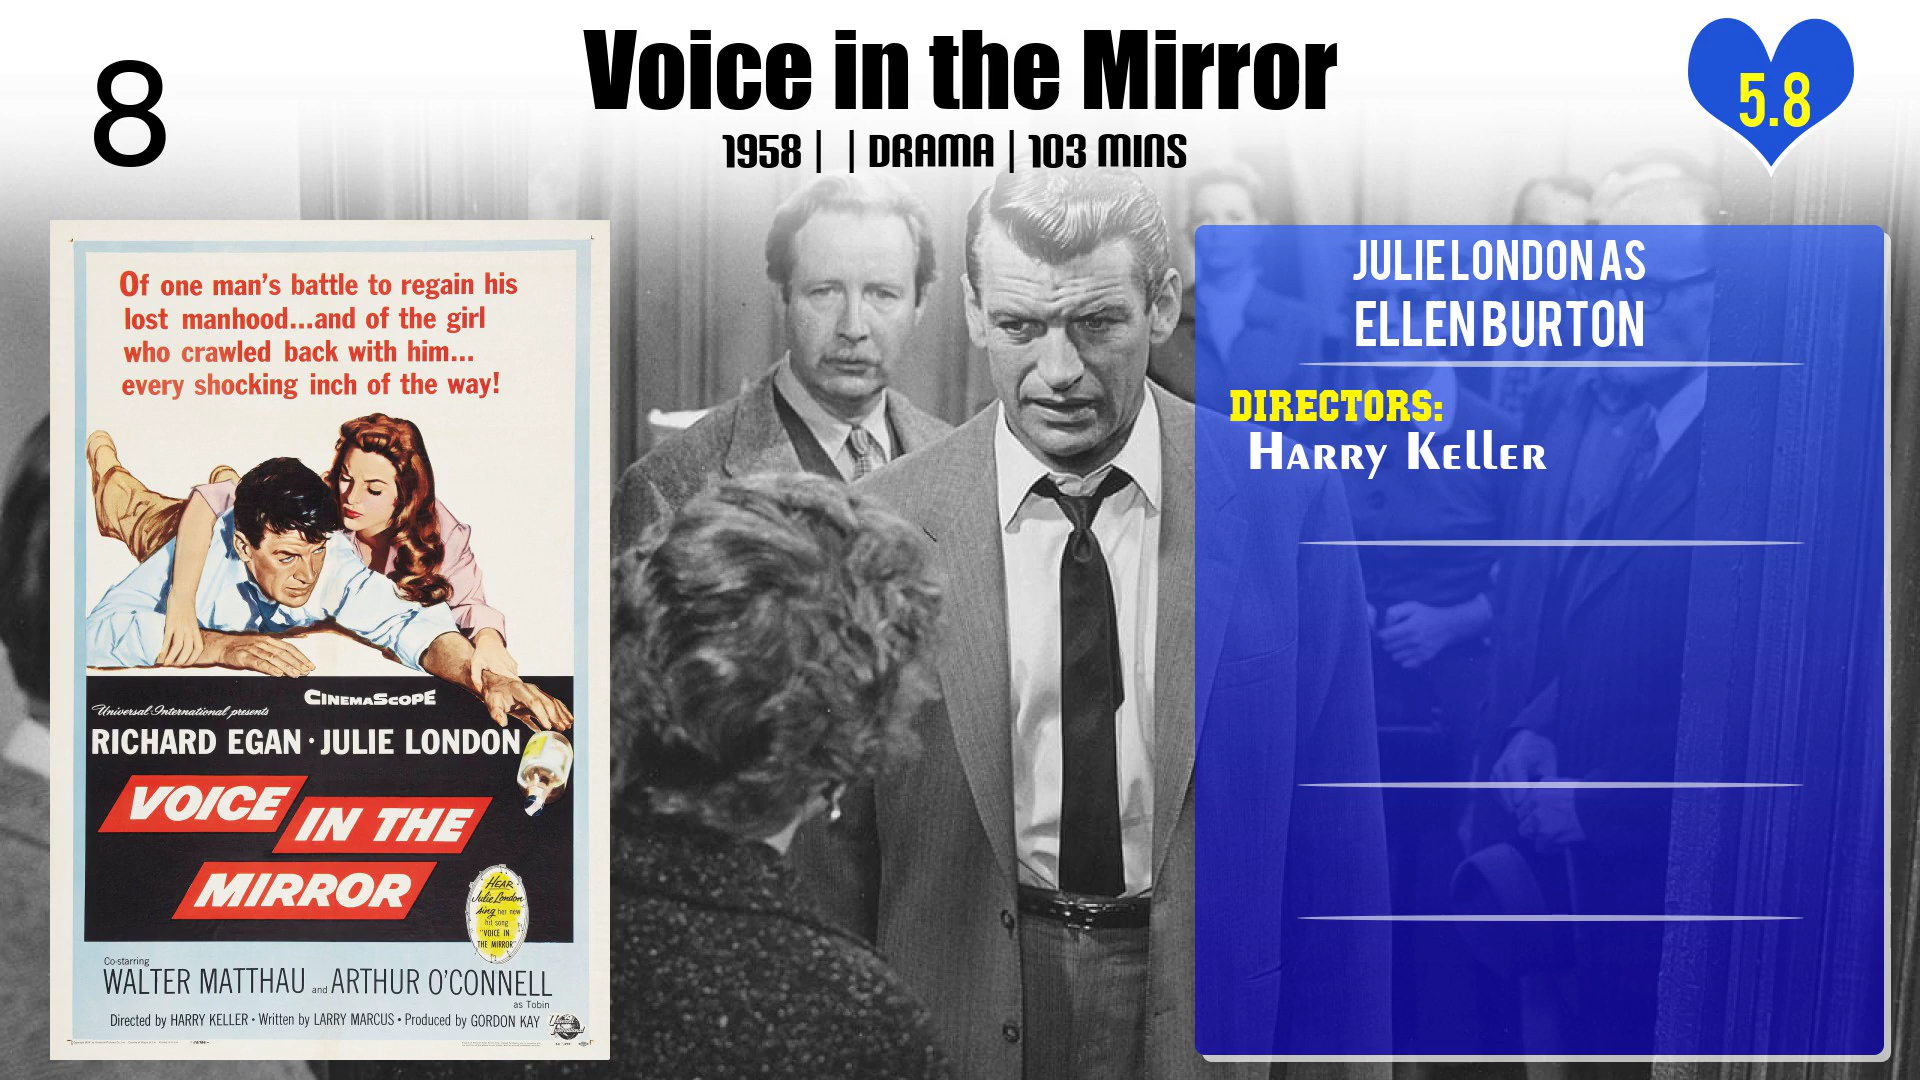 8
Voice in the Mirror
1958 | | DRAMA | 103 MINS
5.8
Of one man's battle to regain his
lost manhood...and of the girl
who crawled back with him...
every shocking inch of the way!
CINEMASCOPE
Universal-International presents
RICHARD EGAN · JULIE LONDON
VOICE
IN THE
MIRROR
HEAR
Julie London
sing her new
hit song
"VOICE IN
THE MIRROR"
Co-starring
WALTER MATTHAU and ARTHUR O'CONNELL
as Tobin
Directed by HARRY KELLER • Written by LARRY MARCUS • Produced by GORDON KAY
JULIE LONDON AS
ELLEN BURTON
DIRECTORS:
HARRY KELLER